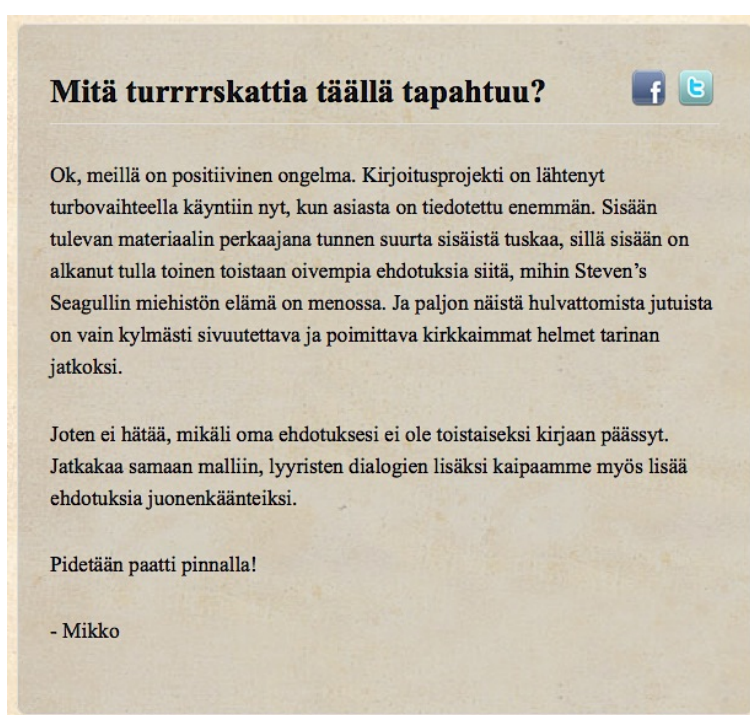 Mitä turrrrskattia täällä tapahtuu?
Ok, meillä on positiivinen ongelma. Kirjoitusprojekti on lähtenyt
turbovaihteella käyntiin nyt, kun asiasta on tiedotettu enemmän. Sisään
tulevan materiaalin perkaajana tunnen suurta sisäistä tuskaa, sillä sisään on
alkanut tulla toinen toistaan oivempia ehdotuksia siitä, mihin Steven’s
Seagullin miehistön elämä on menossa. Ja paljon näistä hulvattomista jutuista
on vain kylmästi sivuutettava ja poimittava kirkkaimmat helmet tarinan
jatkoksi.
Joten ei hätää, mikäli oma ehdotuksesi ei ole toistaiseksi kirjaan päässyt.
Jatkakaa samaan malliin, lyyristen dialogien lisäksi kaipaamme myös lisää
ehdotuksia juonenkäänteiksi.
Pidetään paatti pinnalla!
- Mikko